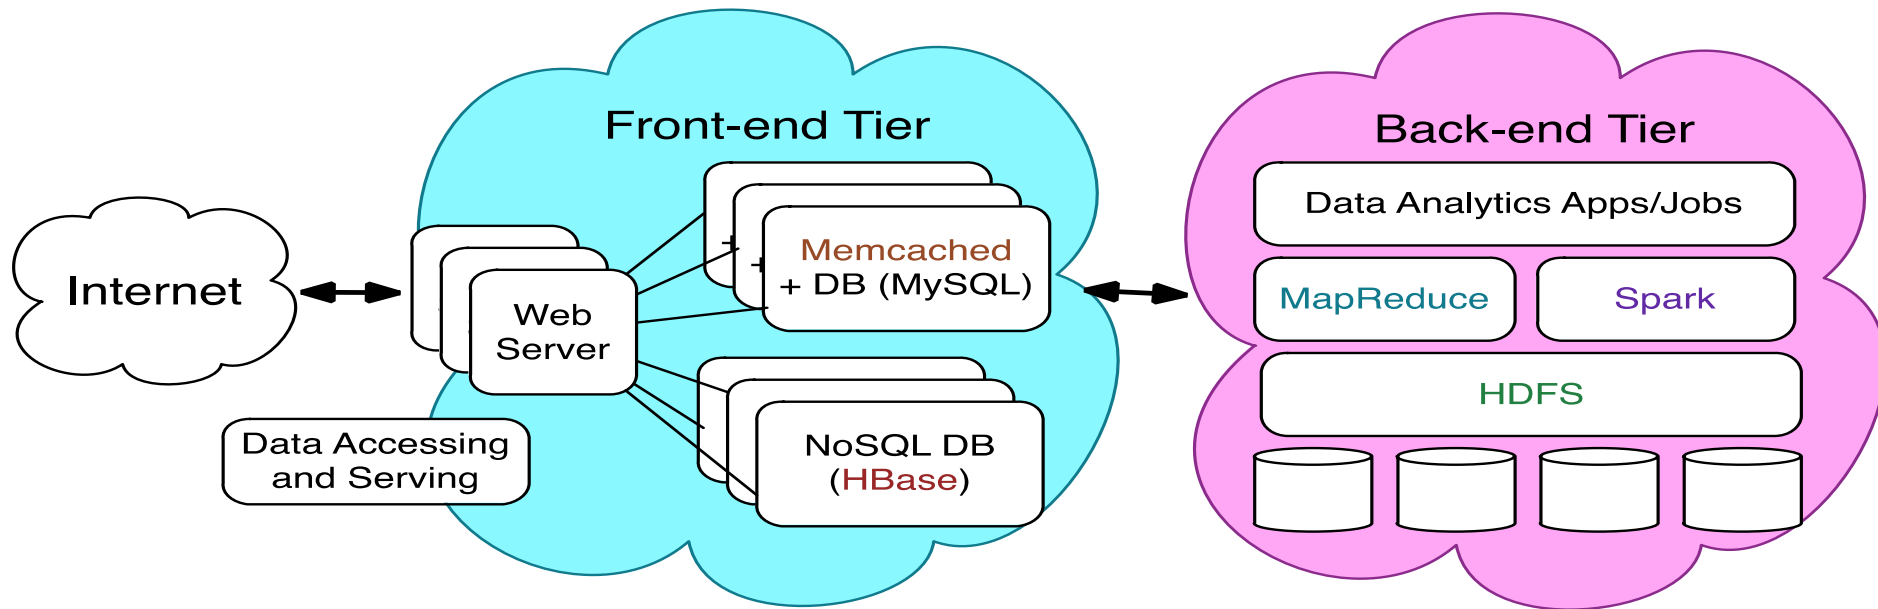 Front-end Tier
Back-end Tier
Internet
Web
Server
+
+
Memcached
+ DB (MySQL)
NoSQL DB
(HBase)
Data Accessing
and Serving
Data Analytics Apps/Jobs
MapReduce
Spark
HDFS